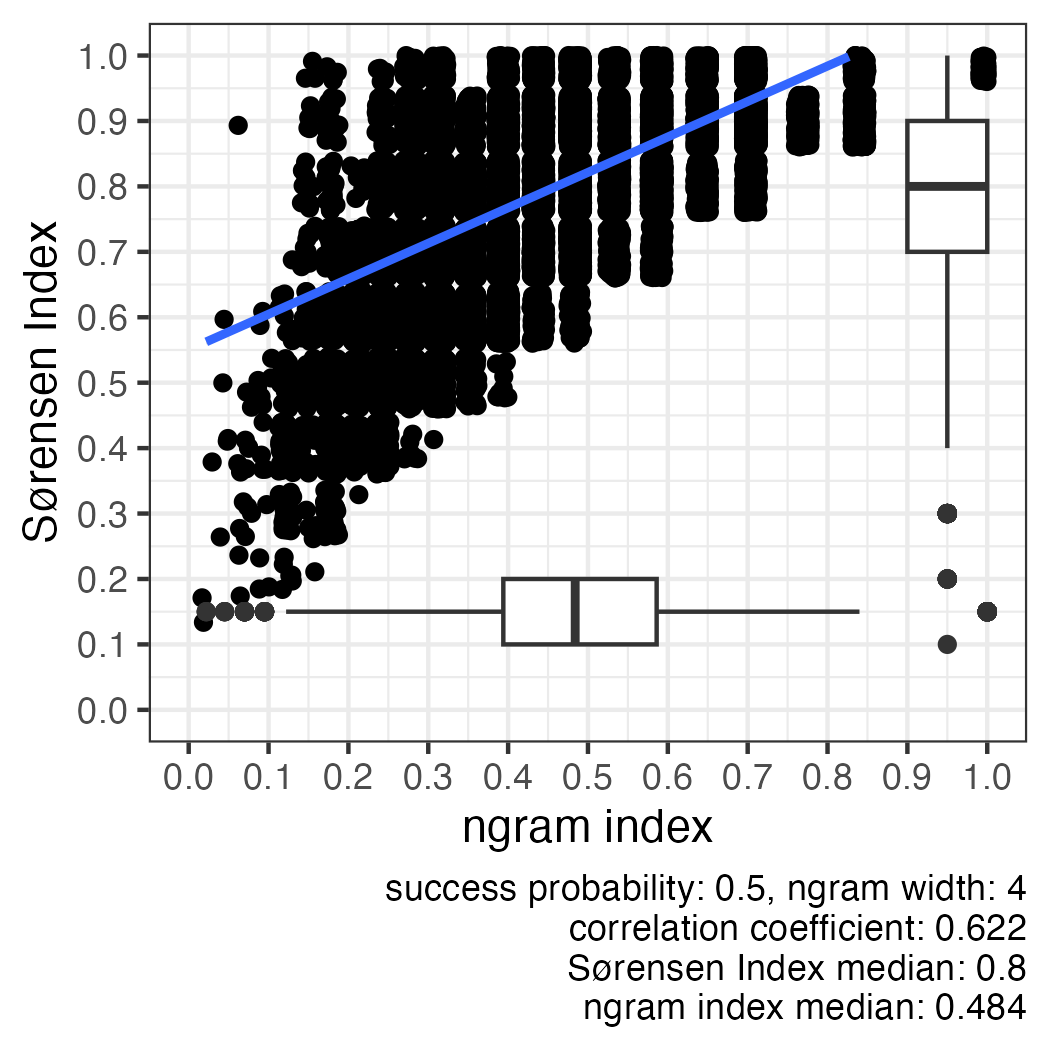 Sørensen Index
1.0
0.9
0.8
0.7
0.6
0.5
0.4
0.3
0.2
0.1
0.0
0.0 0.1 0.2 0.3 0.4 0.5 0.6 0.7 0.8 0.9 1.0
ngram index
success probability: 0.5, ngram width: 4
correlation coefficient: 0.622
Sørensen Index median: 0.8
ngram index median: 0.484